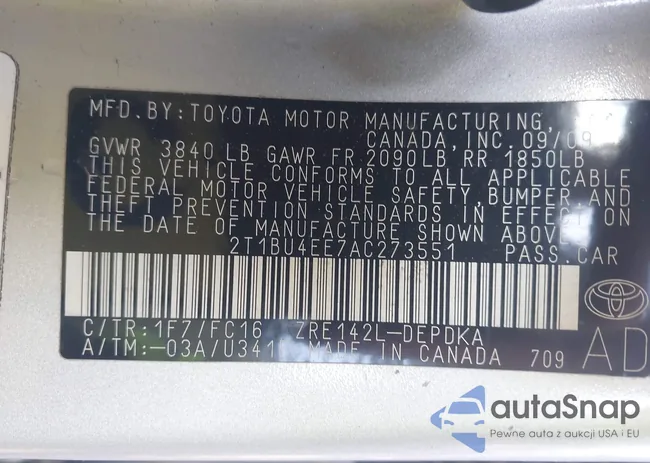 MFD. BY: TOYOTA MOTOR MANUFACTURING,
CANADA, INC. 09/09
GVWR 3840 LB GAWR FR 2090LB, RR 1850LB
THIS VEHICLE CONFORMS TO ALL APPLICABLE
FEDERAL MOTOR VEHICLE SAFETY, BUMPER, AND
THEFT PREVENTION STANDARDS IN EFFECT ON
THE DATE OF MANUFACTURE SHOWN ABOVE.
2T1BU4EE7AC273551 PASS. CAR
C/TR: 1F7/FC16 ZRE142L-DEPDKA
A/TM:-03A/U341 MADE IN CANADA 709
AD
autoSnap
Pewne auta z aukcji USA i EU